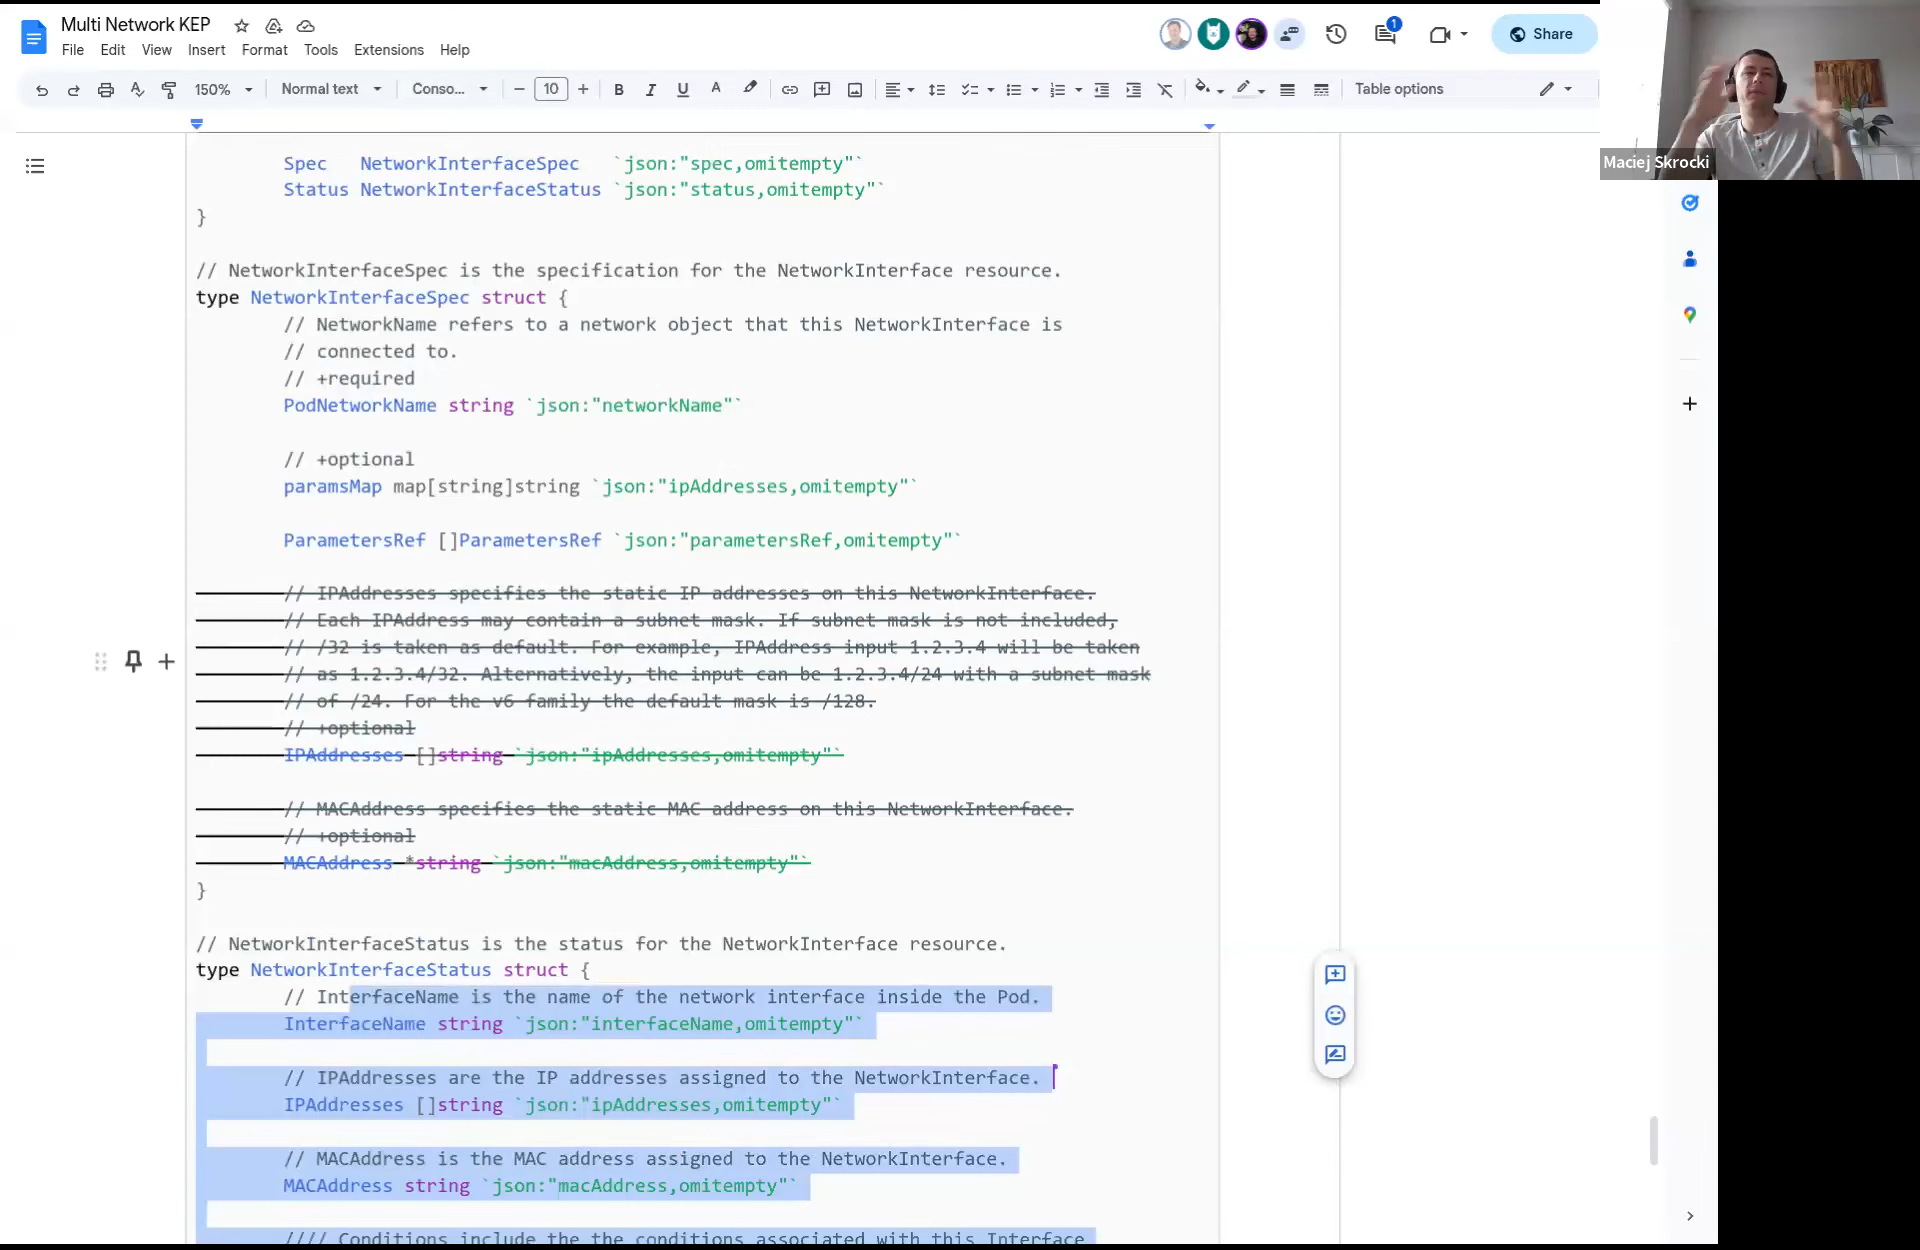 Multi Network KEP
File Edit View Insert Format Tools Extensions Help
1
Share
150% Normal text Conso... 10 B I U A Table options
Maciej Skrocki
Spec NetworkInterfaceSpec `json:"spec,omitempty"`
Status NetworkInterfaceStatus `json:"status,omitempty"`
}
// NetworkInterfaceSpec is the specification for the NetworkInterface resource.
type NetworkInterfaceSpec struct {
// NetworkName refers to a network object that this NetworkInterface is
// connected to.
// +required
PodNetworkName string `json:"networkName"`
// +optional
paramsMap map[string]string `json:"ipAddresses,omitempty"`
ParametersRef []ParametersRef `json:"parametersRef,omitempty"`
// IPAddresses specifies the static IP addresses on this NetworkInterface.
// Each IPAddress may contain a subnet mask. If subnet mask is not included,
// /32 is taken as default. For example, IPAddress input 1.2.3.4 will be taken
// as 1.2.3.4/32. Alternatively, the input can be 1.2.3.4/24 with a subnet mask
// of /24. For the v6 family the default mask is /128.
// +optional
IPAddresses []string `json:"ipAddresses,omitempty"`
// MACAddress specifies the static MAC address on this NetworkInterface.
// +optional
MACAddress *string `json:"macAddress,omitempty"`
}
// NetworkInterfaceStatus is the status for the NetworkInterface resource.
type NetworkInterfaceStatus struct {
// InterfaceName is the name of the network interface inside the Pod.
InterfaceName string `json:"interfaceName,omitempty"`
// IPAddresses are the IP addresses assigned to the NetworkInterface.
IPAddresses []string `json:"ipAddresses,omitempty"`
// MACAddress is the MAC address assigned to the NetworkInterface.
MACAddress string `json:"macAddress,omitempty"`
//// Conditions include the the conditions associated with this Interface